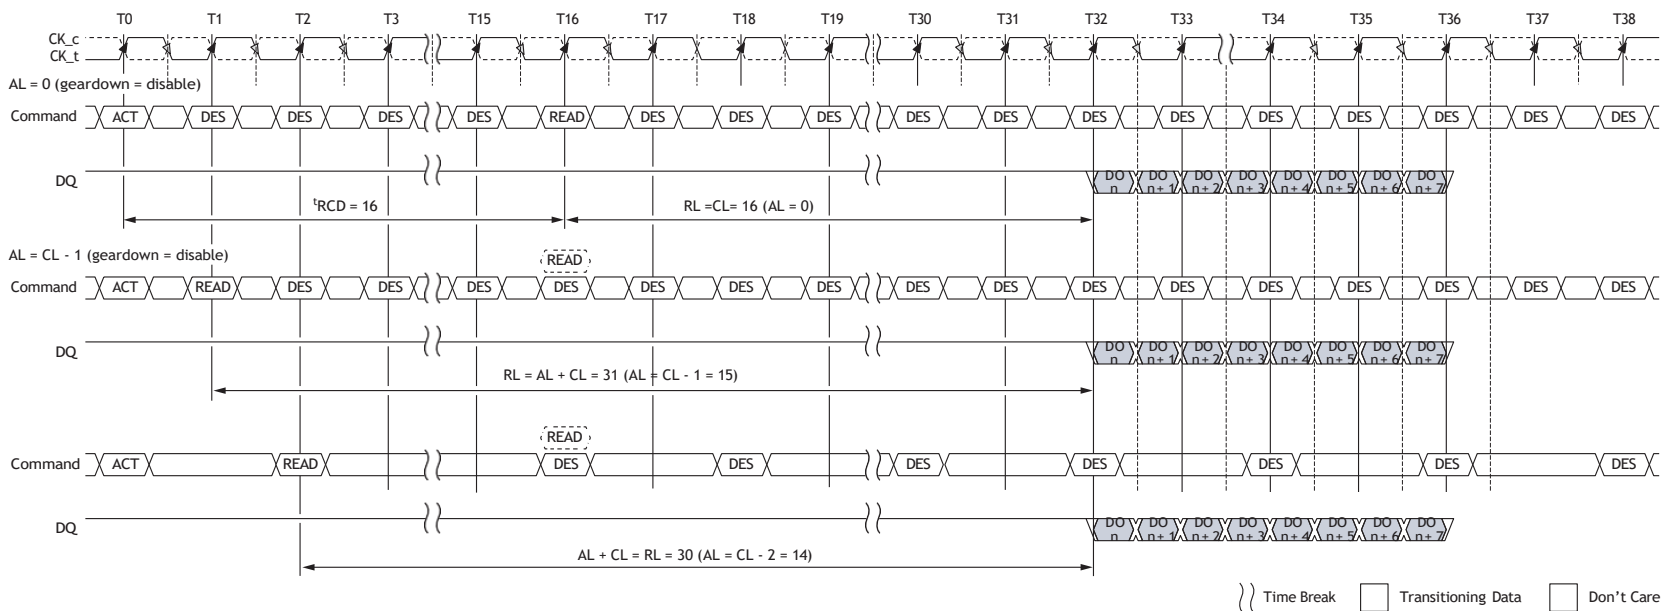 T0 T1 T2 T3 T15 T16 T17 T18 T19 T30 T31 T32 T33 T34 T35 T36 T37 T38
CK_c
CK_t
AL = 0 (geardown = disable)
Command ACT DES DES DES DES READ DES DES DES DES DES DES DES DES DES DES DES DES
DQ DO n DO n + 1 DO n + 2 DO n + 3 DO n + 4 DO n + 5 DO n + 6 DO n + 7
tRCD = 16 RL =CL= 16 (AL = 0)
AL = CL - 1 (geardown = disable)
READ
Command ACT READ DES DES DES DES DES DES DES DES DES DES DES DES DES DES DES DES
DQ DO n DO n + 1 DO n + 2 DO n + 3 DO n + 4 DO n + 5 DO n + 6 DO n + 7
RL = AL + CL = 31 (AL = CL - 1 = 15)
READ
Command ACT READ DES DES DES DES DES DES DES
DQ DO n DO n + 1 DO n + 2 DO n + 3 DO n + 4 DO n + 5 DO n + 6 DO n + 7
AL + CL = RL = 30 (AL = CL - 2 = 14)
Time Break Transitioning Data Don't Care